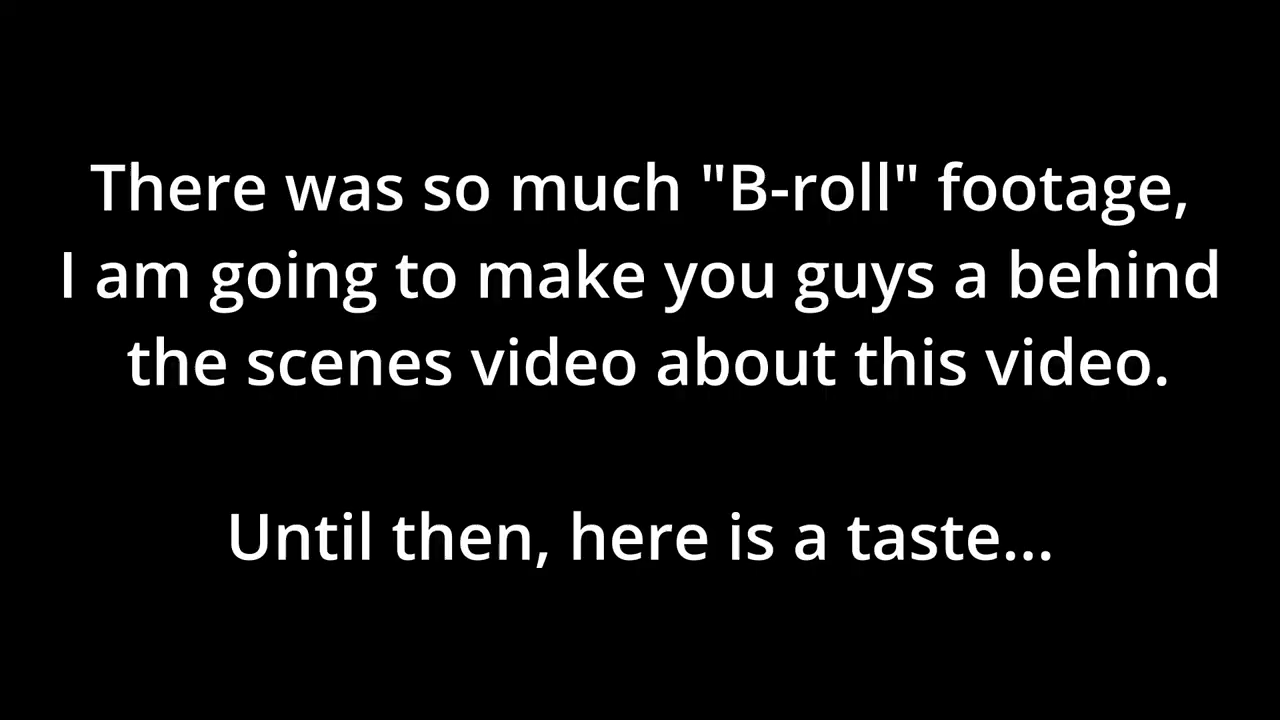 There was so much "B-roll" footage,
I am going to make you guys a behind
the scenes video about this video.
Until then, here is a taste...